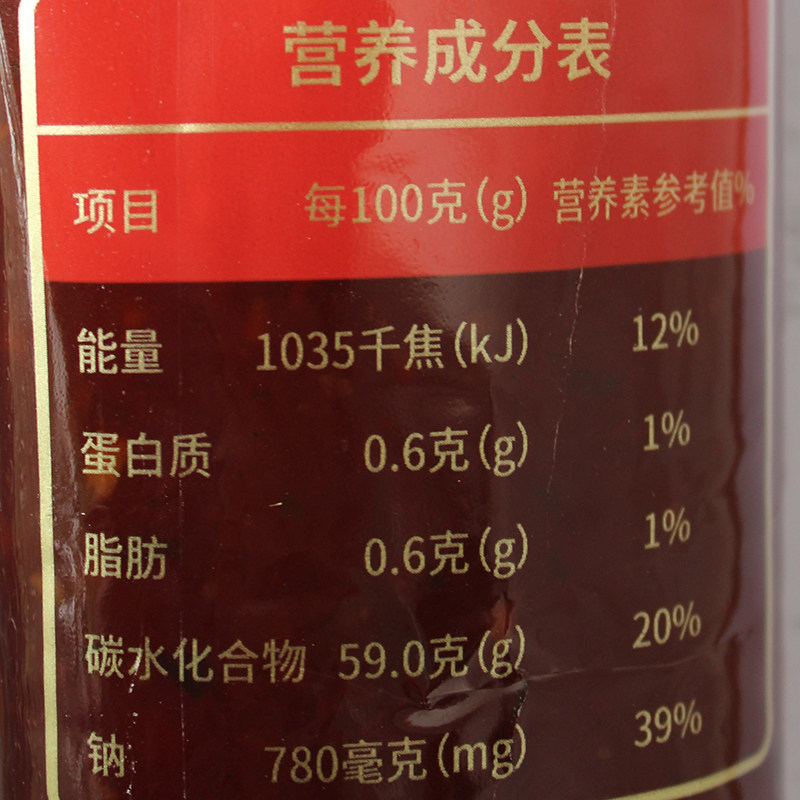 营养成分表
项目 每100克(g) 营养素参考值%
能量 1035千焦(kJ) 12%
蛋白质 0.6克(g) 1%
脂肪 0.6克(g) 1%
碳水化合物 59.0克(g) 20%
钠 780毫克(mg) 39%